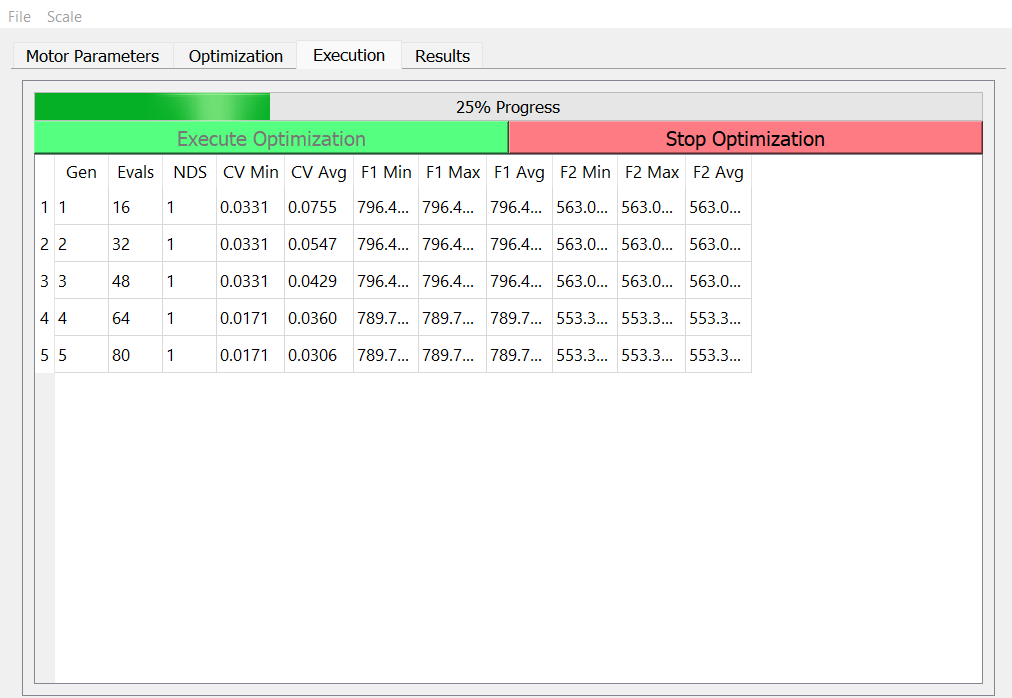 File Scale
Motor Parameters Optimization Execution Results
25% Progress
Execute Optimization Stop Optimization
Gen Evals NDS CV Min CV Avg F1 Min F1 Max F1 Avg F2 Min F2 Max F2 Avg
1 1 16 1 0.0331 0.0755 796.4... 796.4... 796.4... 563.0... 563.0... 563.0...
2 2 32 1 0.0331 0.0547 796.4... 796.4... 796.4... 563.0... 563.0... 563.0...
3 3 48 1 0.0331 0.0429 796.4... 796.4... 796.4... 563.0... 563.0... 563.0...
4 4 64 1 0.0171 0.0360 789.7... 789.7... 789.7... 553.3... 553.3... 553.3...
5 5 80 1 0.0171 0.0306 789.7... 789.7... 789.7... 553.3... 553.3... 553.3...